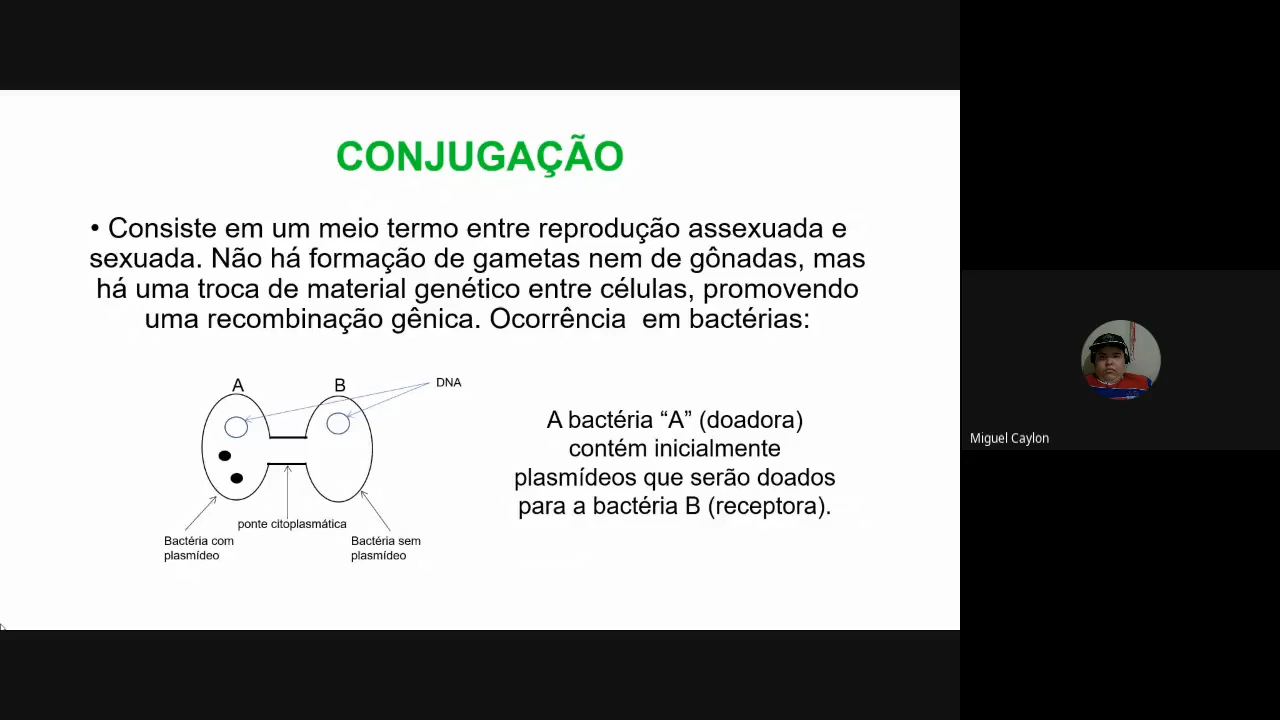 CONJUGAÇÃO
• Consiste em um meio termo entre reprodução assexuada e
sexuada. Não há formação de gametas nem de gônadas, mas
há uma troca de material genético entre células, promovendo
uma recombinação gênica. Ocorrência  em bactérias:
A
B
DNA
A bactéria “A” (doadora)
contém inicialmente
plasmídeos que serão doados
para a bactéria B (receptora).
ponte citoplasmática
Bactéria com
plasmídeo
Bactéria sem
plasmídeo
Miguel Caylon